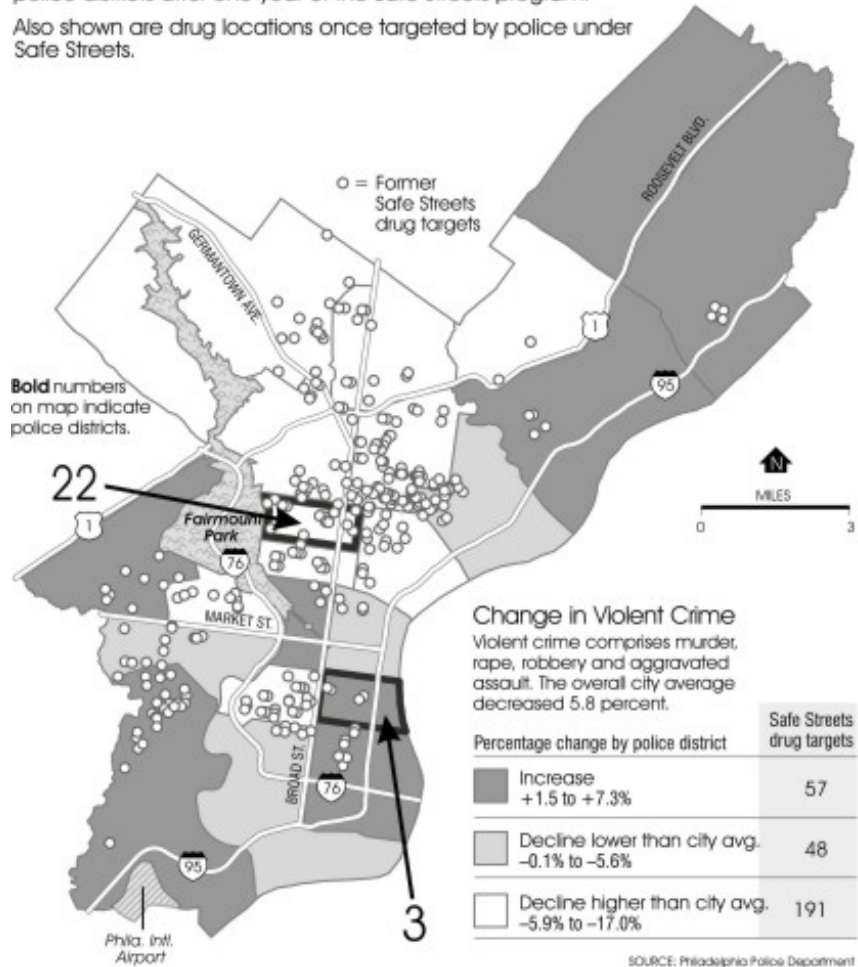 Also shown are drug locations once targeted by police under
Safe Streets.
= Former
Safe Streets
drug targets
ROOSEVELT BLVD.
GERMANTOWN AVE.
1
95
Bold numbers
on map indicate
police districts.
N
MILES
0 3
22
1
Fairmount
Park
76
MARKET ST.
BROAD ST.
76
95
3
Phila. Intl.
Airport
Change in Violent Crime
Violent crime comprises murder,
rape, robbery and aggravated
assault. The overall city average
decreased 5.8 percent.
Percentage change by police district
Safe Streets
drug targets
Increase
+1.5 to +7.3%
57
Decline lower than city avg.
–0.1% to –5.6%
48
Decline higher than city avg.
–5.9% to –17.0%
191
SOURCE: Philadelphia Police Department